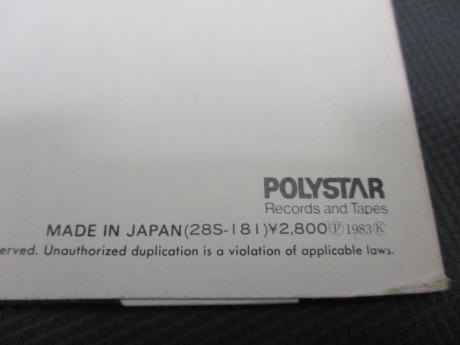 POLYSTAR
Records and Tapes
MADE IN JAPAN(28S-181)¥2,800Ⓟ1983Ⓚ
erved. Unauthorized duplication is a violation of applicable laws.